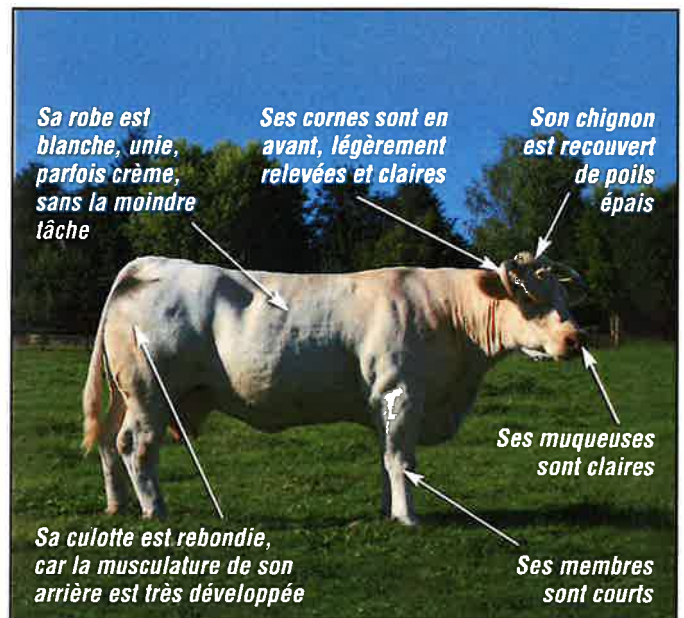 Sa robe est
blanche, unie,
parfois crème,
sans la moindre
tâche
Ses cornes sont en
avant, légèrement
relevées et claires
Son chignon
est recouvert
de poils
épais
Ses muqueuses
sont claires
Sa culotte est rebondie,
car la musculature de son
arrière est très développée
Ses membres
sont courts